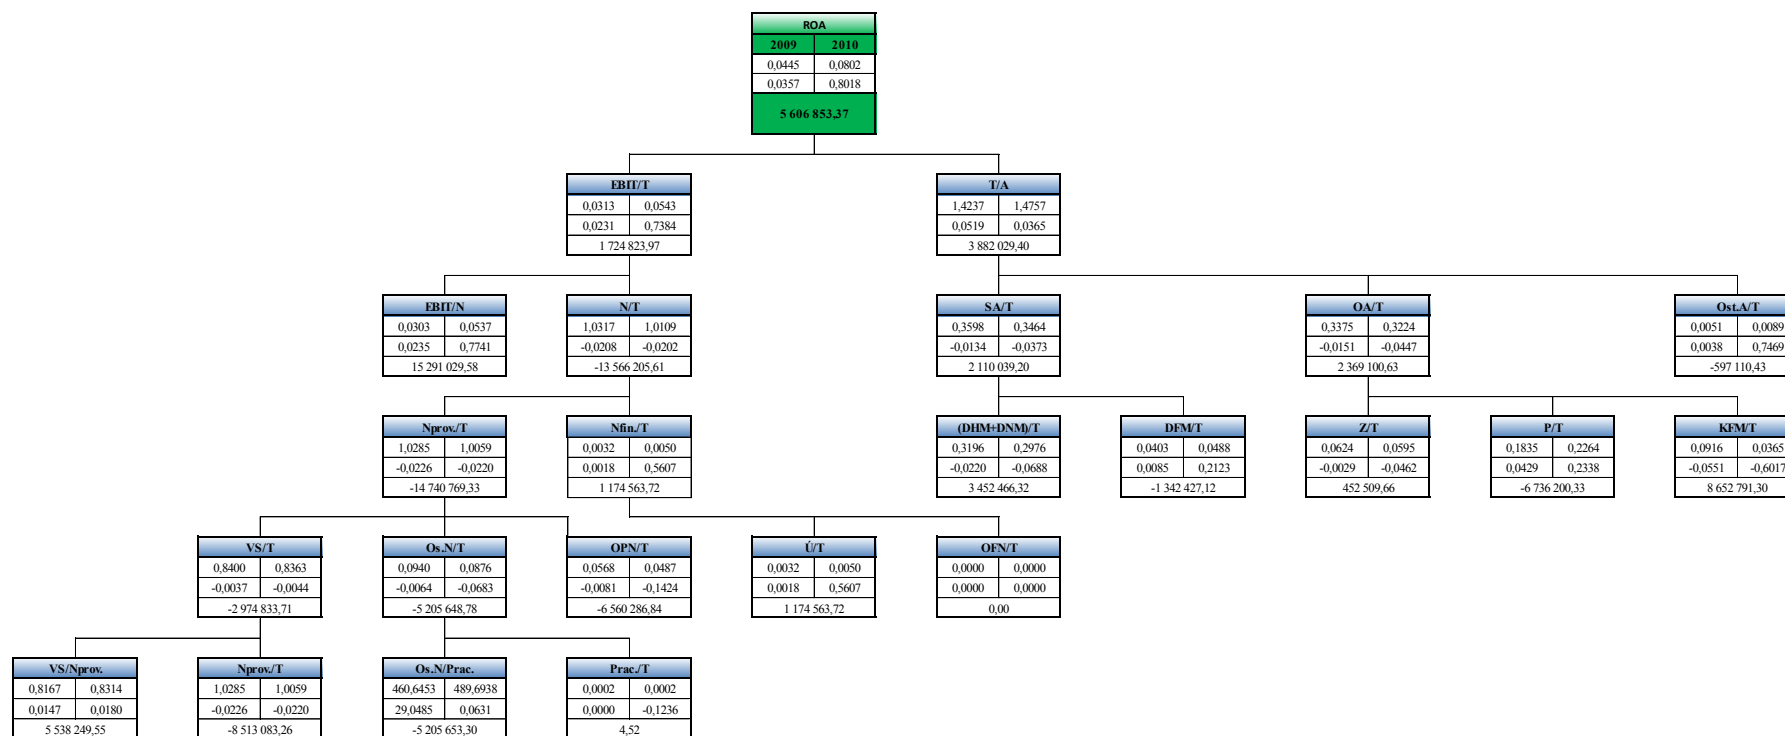 ROA
2009 2010
0,0445 0,0802
0,0357 0,8018
5 606 853,37
EBIT/T
0,0313 0,0543
0,0231 0,7384
1 724 823,97
T/A
1,4237 1,4757
0,0519 0,0365
3 882 029,40
EBIT/N
0,0303 0,0537
0,0235 0,7741
15 291 029,58
N/T
1,0317 1,0109
-0,0208 -0,0202
-13 566 205,61
SA/T
0,3598 0,3464
-0,0134 -0,0373
2 110 039,20
OA/T
0,3375 0,3224
-0,0151 -0,0447
2 369 100,63
Ost.A/T
0,0051 0,0089
0,0038 0,7469
-597 110,43
Nprov./T
1,0285 1,0059
-0,0226 -0,0220
-14 740 769,33
Nfin./T
0,0032 0,0050
0,0018 0,5607
1 174 563,72
(DHM+DNM)/T
0,3196 0,2976
-0,0220 -0,0688
3 452 466,32
DFM/T
0,0403 0,0488
0,0085 0,2123
-1 342 427,12
Z/T
0,0624 0,0595
-0,0029 -0,0462
452 509,66
P/T
0,1835 0,2264
0,0429 0,2338
-6 736 200,33
KFM/T
0,0916 0,0365
-0,0551 -0,6017
8 652 791,30
VS/T
0,8400 0,8363
-0,0037 -0,0044
-2 974 833,71
Os.N/T
0,0940 0,0876
-0,0064 -0,0683
-5 205 648,78
OPN/T
0,0568 0,0487
-0,0081 -0,1424
-6 560 286,84
Ú/T
0,0032 0,0050
0,0018 0,5607
1 174 563,72
OFN/T
0,0000 0,0000
0,0000 0,0000
0,00
VS/Nprov.
0,8167 0,8314
0,0147 0,0180
5 538 249,55
Nprov./T
1,0285 1,0059
-0,0226 -0,0220
-8 513 083,26
Os.N/Prac.
460,6453 489,6938
29,0485 0,0631
-5 205 653,30
Prac./T
0,0002 0,0002
0,0000 -0,1236
4,52